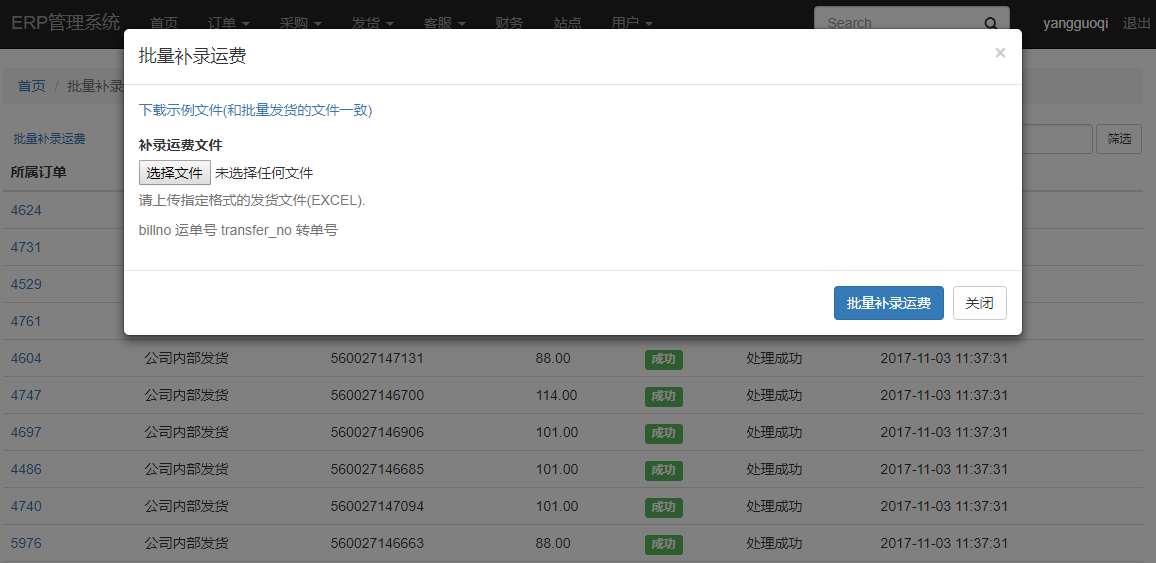 ERP管理系统 首页 订单 采购 发货 客服 财务 站点 用户 Search yangguoqi 退出
批量补录运费 ×
首页 / 批量补录
下载示例文件(和批量发货的文件一致)
批量补录运费 筛选
补录运费文件
所属订单
选择文件 未选择任何文件
请上传指定格式的发货文件(EXCEL).
4624
billno 运单号 transfer_no 转单号
4731
4529
批量补录运费 关闭
4761
4604 公司内部发货 560027147131 88.00 成功 处理成功 2017-11-03 11:37:31
4747 公司内部发货 560027146700 114.00 成功 处理成功 2017-11-03 11:37:31
4697 公司内部发货 560027146906 101.00 成功 处理成功 2017-11-03 11:37:31
4486 公司内部发货 560027146685 101.00 成功 处理成功 2017-11-03 11:37:31
4740 公司内部发货 560027147094 101.00 成功 处理成功 2017-11-03 11:37:31
5976 公司内部发货 560027146663 88.00 成功 处理成功 2017-11-03 11:37:31